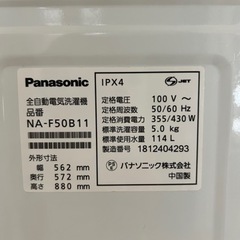 Panasonic
全自動電気洗濯機
品番
NA-F50B11
外形寸法
幅 562 mm
奥行 572 mm
高さ 880 mm
IPX4
JET
定格電圧 100 V～
定格周波数 50/60 Hz
定格消費電力 355/430 W
標準洗濯容量 5.0 kg
標準使用水量 114 L
製造番号 1812404293
パナソニック株式会社
中国製